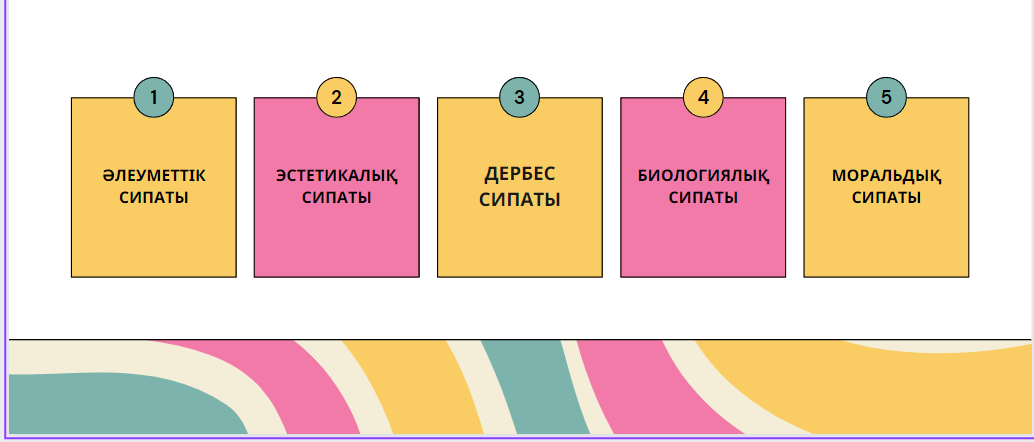 1
ӘЛЕУМЕТТІК
СИПАТЫ
2
ЭСТЕТИКАЛЫҚ
СИПАТЫ
3
ДЕРБЕС
СИПАТЫ
4
БИОЛОГИЯЛЫҚ
СИПАТЫ
5
МОРАЛЬДЫҚ
СИПАТЫ